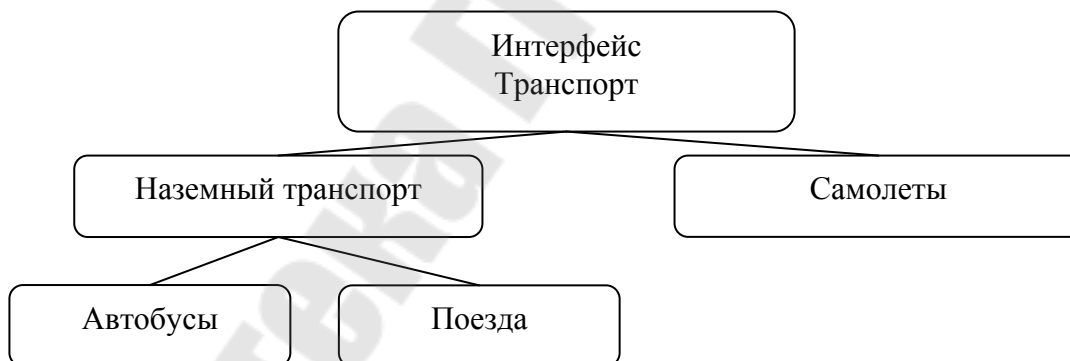 Интерфейс
Транспорт
Наземный транспорт
Самолеты
Автобусы
Поезда